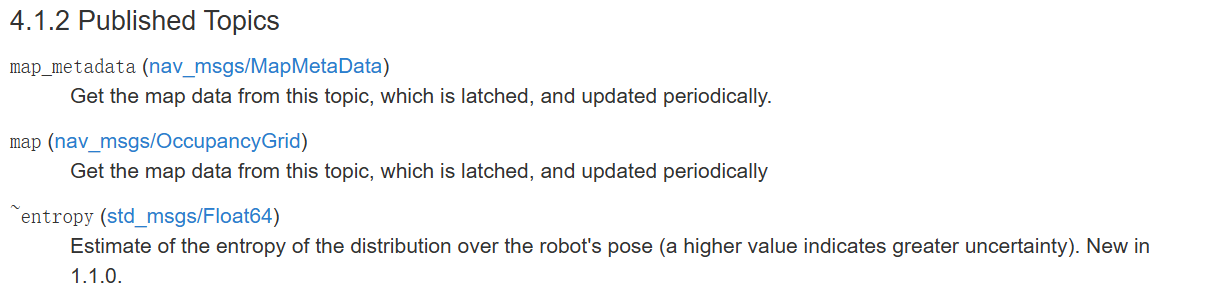 4.1.2 Published Topics
map_metadata (nav_msgs/MapMetaData)
Get the map data from this topic, which is latched, and updated periodically.
map (nav_msgs/OccupancyGrid)
Get the map data from this topic, which is latched, and updated periodically
~entropy (std_msgs/Float64)
Estimate of the entropy of the distribution over the robot's pose (a higher value indicates greater uncertainty). New in
1.1.0.